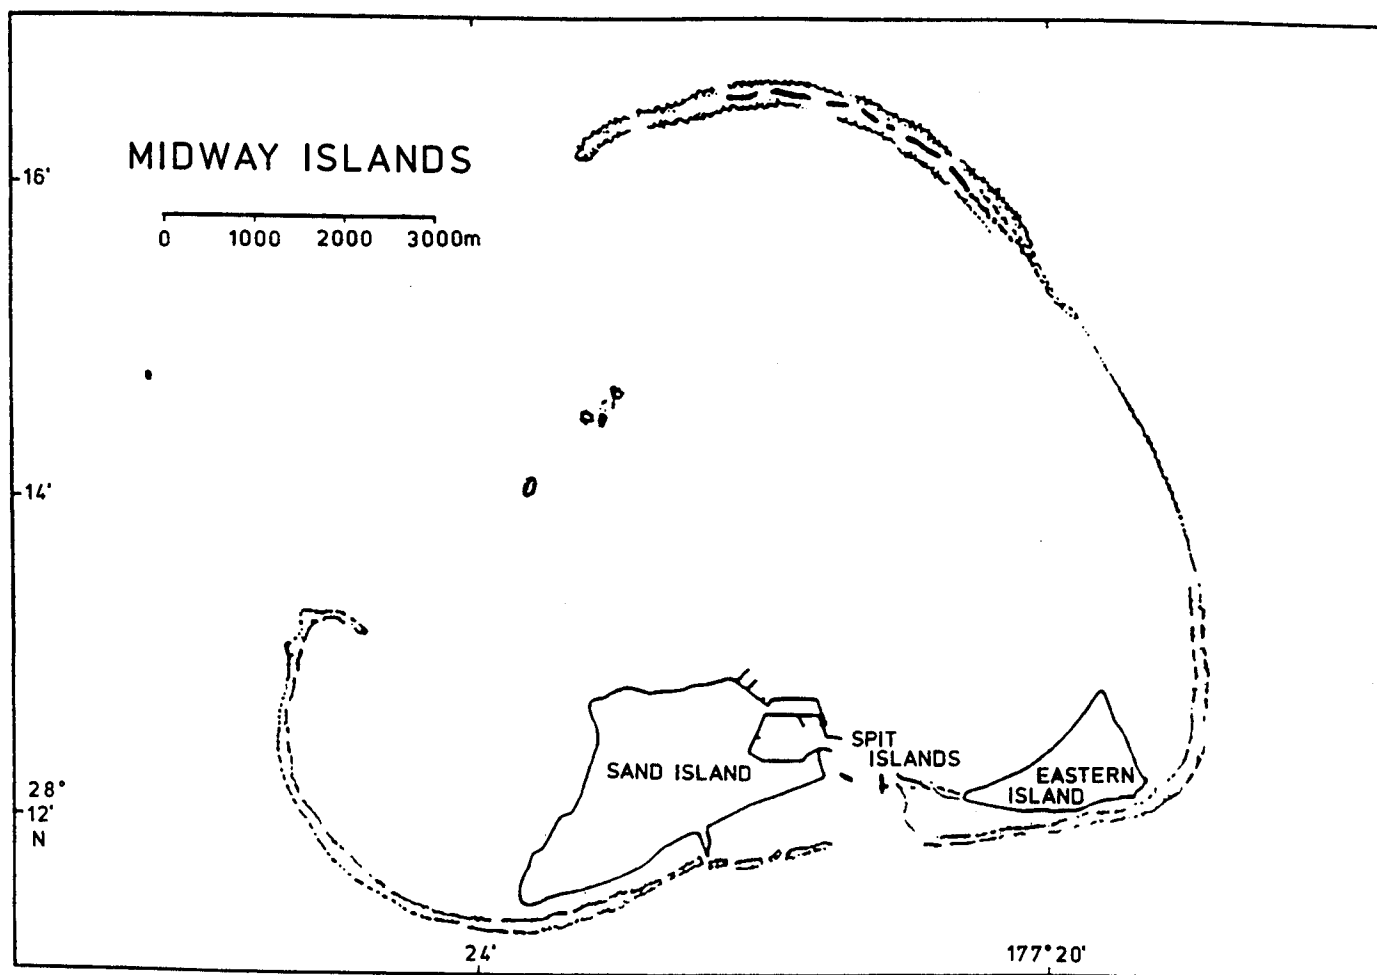 MIDWAY ISLANDS
16'
0 1000 2000 3000m
14'
SPIT
ISLANDS
SAND ISLAND
EASTERN
ISLAND
28°
12'
N
24'
177°20'